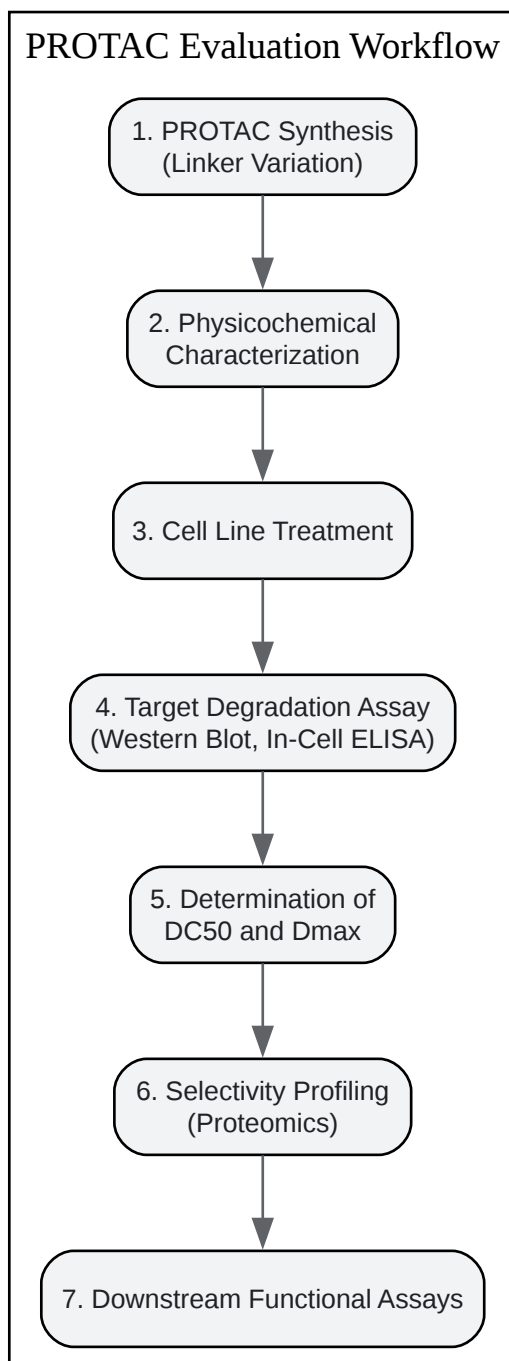 PROTAC Evaluation Workflow
1. PROTAC Synthesis
(Linker Variation)
2. Physicochemical
Characterization
3. Cell Line Treatment
4. Target Degradation Assay
(Western Blot, In-Cell ELISA)
5. Determination of
DC50 and Dmax
6. Selectivity Profiling
(Proteomics)
7. Downstream Functional Assays